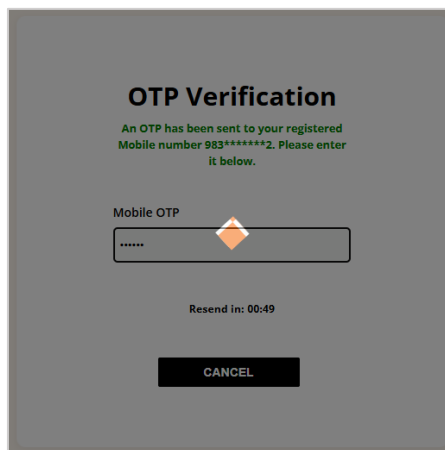 OTP Verification
An OTP has been sent to your registered
Mobile number 983*******2. Please enter
it below.
Mobile OTP
••••••
Resend in: 00:49
CANCEL